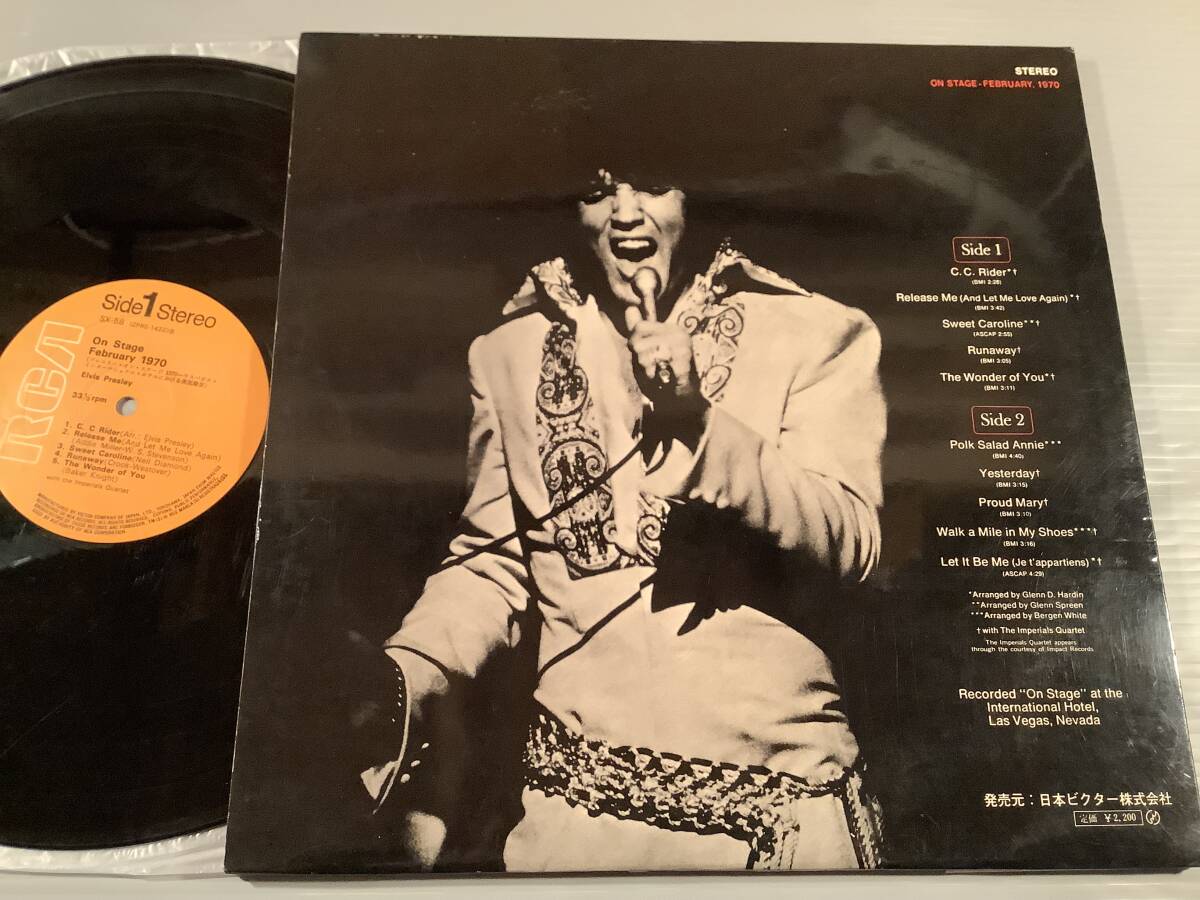 STEREO
ON STAGE-FEBRUARY, 1970
Side 1
C.C. Rider*†
(BMI 2:28)
Release Me (And Let Me Love Again)*†
(BMI 3:42)
Sweet Caroline**†
(ASCAP 2:55)
Runaway†
(BMI 3:05)
The Wonder of You*†
(BMI 3:11)
Side 2
Polk Salad Annie***
(BMI 4:40)
Yesterday†
(BMI 3:15)
Proud Mary†
(BMI 3:10)
Walk a Mile in My Shoes***†
(BMI 3:16)
Let It Be Me (Je t'appartiens)*†
(ASCAP 4:29)
*Arranged by Glenn D. Hardin
**Arranged by Glenn Spreen
***Arranged by Bergen White
†with The Imperials Quartet
The Imperials Quartet appears
through the courtesy of Impact Records
Recorded "On Stage" at the
International Hotel,
Las Vegas, Nevada
発売元:日本ビクター株式会社
定価 ¥2,200
Side 1 Stereo
SX-58
RCA
On Stage
February 1970
Elvis Presley
33⅓ rpm
1. C. C Rider (Arr.: Elvis Presley)
2. Release Me (And Let Me Love Again)
(Addie Miller-W. S. Stevenson)
3. Sweet Caroline (Neil Diamond)
4. Runaway (Crook-Westover)
5. The Wonder of You
(Baker Knight)
with the Imperials Quartet